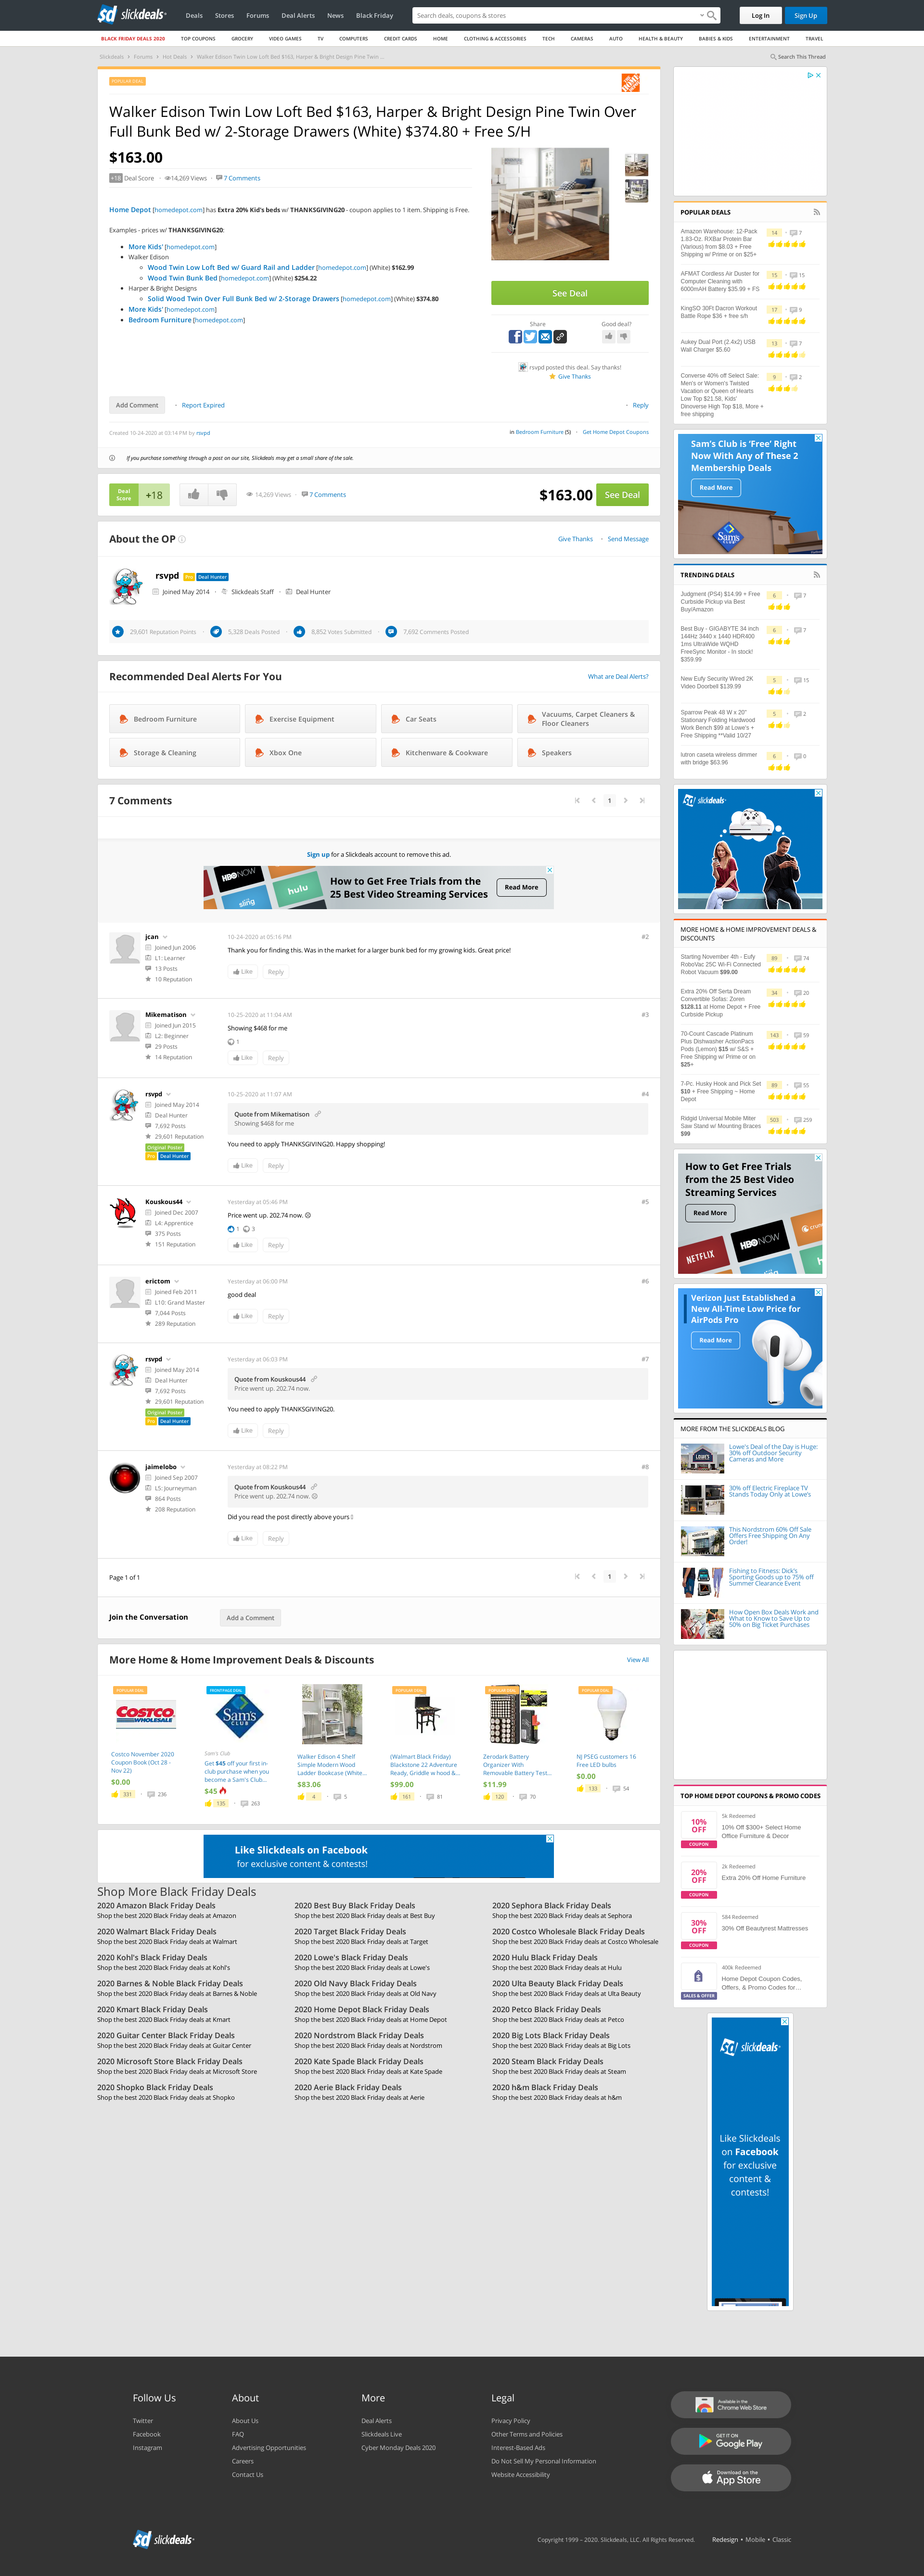 slickdeals
Deals Stores Forums Deal Alerts News Black Friday
Search deals, coupons & stores
Log In Sign Up
BLACK FRIDAY DEALS 2020 TOP COUPONS GROCERY VIDEO GAMES TV COMPUTERS CREDIT CARDS HOME CLOTHING & ACCESSORIES TECH CAMERAS AUTO HEALTH & BEAUTY BABIES & KIDS ENTERTAINMENT TRAVEL
Slickdeals > Forums > Hot Deals > Walker Edison Twin Low Loft Bed $163, Harper & Bright Design Pine Twin ...
Search This Thread
POPULAR DEAL
Walker Edison Twin Low Loft Bed $163, Harper & Bright Design Pine Twin Over
Full Bunk Bed w/ 2-Storage Drawers (White) $374.80 + Free S/H
$163.00
+18 Deal Score 14,269 Views 7 Comments
Home Depot [homedepot.com] has Extra 20% Kid's beds w/ THANKSGIVING20 - coupon applies to 1 item. Shipping is Free.
Examples - prices w/ THANKSGIVING20:
More Kids' [homedepot.com]
Walker Edison
Wood Twin Low Loft Bed w/ Guard Rail and Ladder [homedepot.com] (White) $162.99
Wood Twin Bunk Bed [homedepot.com] (White) $254.22
Harper & Bright Designs
Solid Wood Twin Over Full Bunk Bed w/ 2-Storage Drawers [homedepot.com] (White) $374.80
More Kids' [homedepot.com]
Bedroom Furniture [homedepot.com]
See Deal
Share Good deal?
rsvpd posted this deal. Say thanks!
Give Thanks
Add Comment Report Expired Reply
Created 10-24-2020 at 03:14 PM by rsvpd
in Bedroom Furniture (5) Get Home Depot Coupons
If you purchase something through a post on our site, Slickdeals may get a small share of the sale.
Deal
Score
+18
14,269 Views 7 Comments
$163.00 See Deal
About the OP
Give Thanks Send Message
rsvpd Pro Deal Hunter
Joined May 2014 Slickdeals Staff Deal Hunter
29,601 Reputation Points 5,328 Deals Posted 8,852 Votes Submitted 7,692 Comments Posted
Recommended Deal Alerts For You
What are Deal Alerts?
Bedroom Furniture
Exercise Equipment
Car Seats
Vacuums, Carpet Cleaners &
Floor Cleaners
Storage & Cleaning
Xbox One
Kitchenware & Cookware
Speakers
7 Comments
1
Sign up for a Slickdeals account to remove this ad.
HBO NOW sling hulu
How to Get Free Trials from the
25 Best Video Streaming Services
Read More
jcan
Joined Jun 2006
L1: Learner
13 Posts
10 Reputation
10-24-2020 at 05:16 PM #2
Thank you for finding this. Was in the market for a larger bunk bed for my growing kids. Great price!
Like Reply
Mikematison
Joined Jun 2015
L2: Beginner
29 Posts
14 Reputation
10-25-2020 at 11:04 AM #3
Showing $468 for me
1
Like Reply
rsvpd
Joined May 2014
Deal Hunter
7,692 Posts
29,601 Reputation
Original Poster
Pro Deal Hunter
10-25-2020 at 11:07 AM #4
Quote from Mikematison
Showing $468 for me
You need to apply THANKSGIVING20. Happy shopping!
Like Reply
Kouskous44
Joined Dec 2007
L4: Apprentice
375 Posts
151 Reputation
Yesterday at 05:46 PM #5
Price went up. 202.74 now. ☹
1 3
Like Reply
erictom
Joined Feb 2011
L10: Grand Master
7,044 Posts
289 Reputation
Yesterday at 06:00 PM #6
good deal
Like Reply
rsvpd
Joined May 2014
Deal Hunter
7,692 Posts
29,601 Reputation
Original Poster
Pro Deal Hunter
Yesterday at 06:03 PM #7
Quote from Kouskous44
Price went up. 202.74 now.
You need to apply THANKSGIVING20.
Like Reply
jaimelobo
Joined Sep 2007
L5: Journeyman
864 Posts
208 Reputation
Yesterday at 08:22 PM #8
Quote from Kouskous44
Price went up. 202.74 now. ☹
Did you read the post directly above yours
Like Reply
Page 1 of 1
1
Join the Conversation Add a Comment
More Home & Home Improvement Deals & Discounts
View All
POPULAR DEAL
COSTCO WHOLESALE
Costco November 2020
Coupon Book (Oct 28 -
Nov 22)
$0.00
331 236
FRONTPAGE DEAL
Sam's CLUB
Sam's Club
Get $45 off your first in-
club purchase when you
become a Sam's Club...
$45
135 263
Walker Edison 4 Shelf
Simple Modern Wood
Ladder Bookcase (White...
$83.06
4 5
POPULAR DEAL
(Walmart Black Friday)
Blackstone 22 Adventure
Ready, Griddle w hood &...
$99.00
161 81
POPULAR DEAL
Zerodark Battery
Organizer With
Removable Battery Test...
$11.99
120 70
POPULAR DEAL
NJ PSEG customers 16
Free LED bulbs
$0.00
133 54
Like Slickdeals on Facebook
for exclusive content & contests!
Shop More Black Friday Deals
2020 Amazon Black Friday Deals
Shop the best 2020 Black Friday deals at Amazon
2020 Best Buy Black Friday Deals
Shop the best 2020 Black Friday deals at Best Buy
2020 Sephora Black Friday Deals
Shop the best 2020 Black Friday deals at Sephora
2020 Walmart Black Friday Deals
Shop the best 2020 Black Friday deals at Walmart
2020 Target Black Friday Deals
Shop the best 2020 Black Friday deals at Target
2020 Costco Wholesale Black Friday Deals
Shop the best 2020 Black Friday deals at Costco Wholesale
2020 Kohl's Black Friday Deals
Shop the best 2020 Black Friday deals at Kohl's
2020 Lowe's Black Friday Deals
Shop the best 2020 Black Friday deals at Lowe's
2020 Hulu Black Friday Deals
Shop the best 2020 Black Friday deals at Hulu
2020 Barnes & Noble Black Friday Deals
Shop the best 2020 Black Friday deals at Barnes & Noble
2020 Old Navy Black Friday Deals
Shop the best 2020 Black Friday deals at Old Navy
2020 Ulta Beauty Black Friday Deals
Shop the best 2020 Black Friday deals at Ulta Beauty
2020 Kmart Black Friday Deals
Shop the best 2020 Black Friday deals at Kmart
2020 Home Depot Black Friday Deals
Shop the best 2020 Black Friday deals at Home Depot
2020 Petco Black Friday Deals
Shop the best 2020 Black Friday deals at Petco
2020 Guitar Center Black Friday Deals
Shop the best 2020 Black Friday deals at Guitar Center
2020 Nordstrom Black Friday Deals
Shop the best 2020 Black Friday deals at Nordstrom
2020 Big Lots Black Friday Deals
Shop the best 2020 Black Friday deals at Big Lots
2020 Microsoft Store Black Friday Deals
Shop the best 2020 Black Friday deals at Microsoft Store
2020 Kate Spade Black Friday Deals
Shop the best 2020 Black Friday deals at Kate Spade
2020 Steam Black Friday Deals
Shop the best 2020 Black Friday deals at Steam
2020 Shopko Black Friday Deals
Shop the best 2020 Black Friday deals at Shopko
2020 Aerie Black Friday Deals
Shop the best 2020 Black Friday deals at Aerie
2020 h&m Black Friday Deals
Shop the best 2020 Black Friday deals at h&m
POPULAR DEALS
Amazon Warehouse: 12-Pack
1.83-Oz. RXBar Protein Bar
(Various) from $8.03 + Free
Shipping w/ Prime or on $25+
14 7
AFMAT Cordless Air Duster for
Computer Cleaning with
6000mAH Battery $35.99 + FS
15 15
KingSO 30Ft Dacron Workout
Battle Rope $36 + free s/h
17 9
Aukey Dual Port (2.4x2) USB
Wall Charger $5.60
13 7
Converse 40% off Select Sale:
Men's or Women's Twisted
Vacation or Queen of Hearts
Low Top $21.58, Kids'
Dinoverse High Top $18, More +
free shipping
9 2
Sam's Club is 'Free' Right
Now With Any of These 2
Membership Deals
Read More
Sam's CLUB
TRENDING DEALS
Judgment (PS4) $14.99 + Free
Curbside Pickup via Best
Buy/Amazon
6 7
Best Buy - GIGABYTE 34 inch
144Hz 3440 x 1440 HDR400
1ms UltraWide WQHD
FreeSync Monitor - In stock!
$359.99
6 7
New Eufy Security Wired 2K
Video Doorbell $139.99
5 15
Sparrow Peak 48 W x 20"
Stationary Folding Hardwood
Work Bench $99 at Lowe's +
Free Shipping **Valid 10/27
5 2
lutron caseta wireless dimmer
with bridge $63.96
6 0
slickdeals
MORE HOME & HOME IMPROVEMENT DEALS &
DISCOUNTS
Starting November 4th - Eufy
RoboVac 25C Wi-Fi Connected
Robot Vacuum $99.00
89 74
Extra 20% Off Serta Dream
Convertible Sofas: Zoren
$128.11 at Home Depot + Free
Curbside Pickup
34 20
70-Count Cascade Platinum
Plus Dishwasher ActionPacs
Pods (Lemon) $15 w/ S&S +
Free Shipping w/ Prime or on
$25+
143 59
7-Pc. Husky Hook and Pick Set
$10 + Free Shipping ~ Home
Depot
89 55
Ridgid Universal Mobile Miter
Saw Stand w/ Mounting Braces
$99
503 259
How to Get Free Trials
from the 25 Best Video
Streaming Services
Read More
NETFLIX HBO NOW hulu
Verizon Just Established a
New All-Time Low Price for
AirPods Pro
Read More
MORE FROM THE SLICKDEALS BLOG
Lowe's Deal of the Day is Huge:
30% off Outdoor Security
Cameras and More
30% off Electric Fireplace TV
Stands Today Only at Lowe's
This Nordstrom 60% Off Sale
Offers Free Shipping On Any
Order!
Fishing to Fitness: Dick's
Sporting Goods up to 75% off
Summer Clearance Event
How Open Box Deals Work and
What to Know to Save Up to
50% on Big Ticket Purchases
TOP HOME DEPOT COUPONS & PROMO CODES
10%
OFF
COUPON
5k Redeemed
10% Off $300+ Select Home
Office Furniture & Decor
20%
OFF
COUPON
2k Redeemed
Extra 20% Off Home Furniture
30%
OFF
COUPON
584 Redeemed
30% Off Beautyrest Mattresses
SALES & OFFER
400k Redeemed
Home Depot Coupon Codes,
Offers, & Promo Codes for...
slickdeals
Like Slickdeals
on Facebook
for exclusive
content &
contests!
Follow Us
Twitter
Facebook
Instagram
About
About Us
FAQ
Advertising Opportunities
Careers
Contact Us
More
Deal Alerts
Slickdeals Live
Cyber Monday Deals 2020
Legal
Privacy Policy
Other Terms and Policies
Interest-Based Ads
Do Not Sell My Personal Information
Website Accessibility
Available in the
Chrome Web Store
GET IT ON
Google Play
Download on the
App Store
slickdeals
Copyright 1999 - 2020. Slickdeals, LLC. All Rights Reserved. Redesign • Mobile • Classic